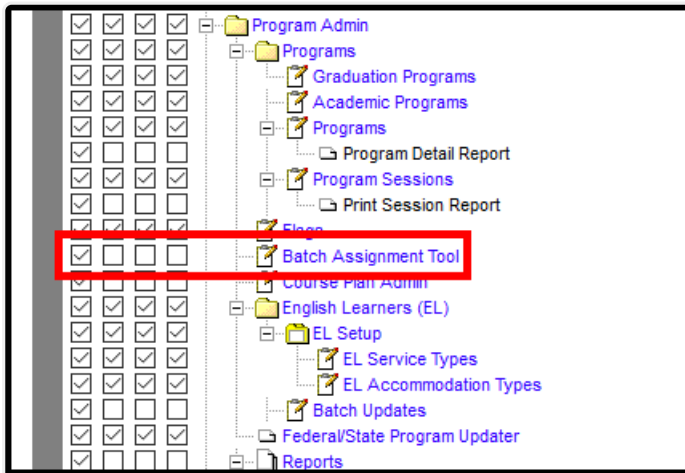 Program Admin
Programs
Graduation Programs
Academic Programs
Programs
Program Detail Report
Program Sessions
Print Session Report
Flags
Batch Assignment Tool
Course Plan Admin
English Learners (EL)
EL Setup
EL Service Types
EL Accommodation Types
Batch Updates
Federal/State Program Updater
Reports